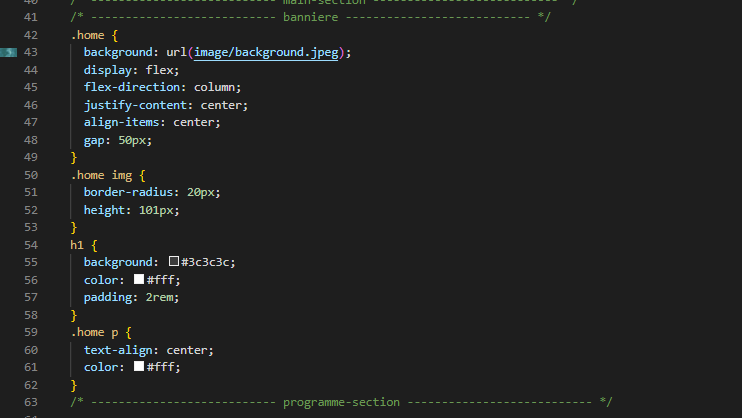 40 /* --------------------------- main-section --------------------------- */
41 /* --------------------------- banniere --------------------------- */
42 .home {
43 background: url(image/background.jpeg);
44 display: flex;
45 flex-direction: column;
46 justify-content: center;
47 align-items: center;
48 gap: 50px;
49 }
50 .home img {
51 border-radius: 20px;
52 height: 101px;
53 }
54 h1 {
55 background: #3c3c3c;
56 color: #fff;
57 padding: 2rem;
58 }
59 .home p {
60 text-align: center;
61 color: #fff;
62 }
63 /* --------------------------- programme-section --------------------------- */